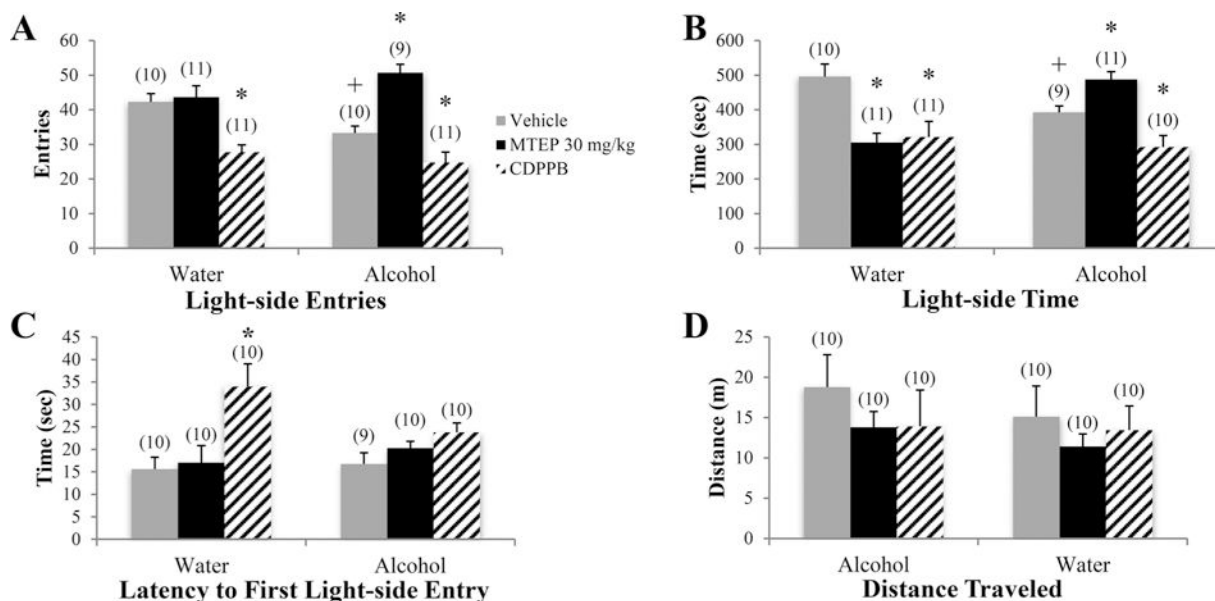 A
60
50
40
30
20
10
0
Entries
(10)
(11)
*
(11)
+
(10)
*
(9)
*
(11)
Vehicle
MTEP 30 mg/kg
CDPPB
Water
Alcohol
Light-side Entries
B
600
500
400
300
200
100
0
Time (sec)
(10)
*
(11)
*
(11)
+
(9)
*
(11)
*
(10)
Water
Alcohol
Light-side Time
C
45
40
35
30
25
20
15
10
5
0
Time (sec)
(10)
(10)
*
(10)
(9)
(10)
(10)
Water
Alcohol
Latency to First Light-side Entry
D
25
20
15
10
5
0
Distance (m)
(10)
(10)
(10)
(10)
(10)
(10)
Alcohol
Water
Distance Traveled